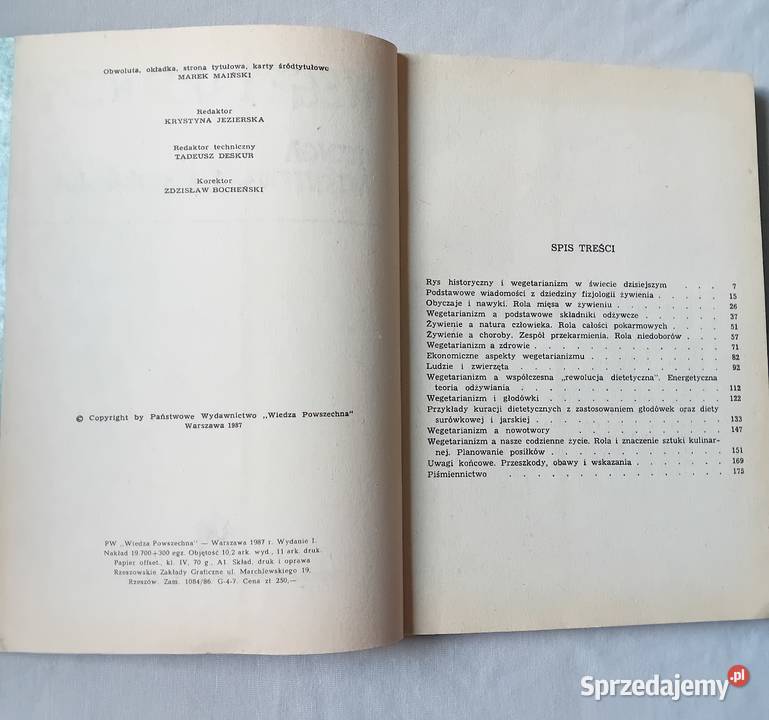 Obwoluta, okładka, strona tytułowa, karty śródtytułowe
MAREK MAIŃSKI
Redaktor
KRYSTYNA JEZIERSKA
Redaktor techniczny
TADEUSZ DESKUR
Korektor
ZDZISŁAW BOCHEŃSKI
© Copyright by Państwowe Wydawnictwo „Wiedza Powszechna"
Warszawa 1987
PW „Wiedza Powszechna" — Warszawa 1987 r. Wydanie I.
Nakład 19.700+300 egz. Objętość 10,2 ark. wyd., 11 ark. druk.
Papier offset., kl. IV, 70 g., A1. Skład, druk i oprawa
Rzeszowskie Zakłady Graficzne ul. Marchlewskiego 19.
Rzeszów. Zam. 1084/86. G-4-7. Cena zł 250,—
SPIS TREŚCI
Rys historyczny i wegetarianizm w świecie dzisiejszym . . . 7
Podstawowe wiadomości z dziedziny fizjologii żywienia . . . . . 15
Obyczaje i nawyki. Rola mięsa w żywieniu . . . . . . . 26
Wegetarianizm a podstawowe składniki odżywcze . . . . . 37
Żywienie a natura człowieka. Rola całości pokarmowych . . . . 51
Żywienie a choroby. Zespół przekarmienia. Rola niedoborów . . . 57
Wegetarianizm a zdrowie . . . . . . . . . . . 71
Ekonomiczne aspekty wegetarianizmu . . . . . . . . 82
Ludzie i zwierzęta . . . . . . . . . . . . 92
Wegetarianizm a współczesna „rewolucja dietetyczna". Energetyczna
teoria odżywiania . . . . . . . . . . . 112
Wegetarianizm i głodówki . . . . . . . . . . 122
Przykłady kuracji dietetycznych z zastosowaniem głodówek oraz diety
surówkowej i jarskiej . . . . . . . . . . 133
Wegetarianizm a nowotwory . . . . . . . . . 147
Wegetarianizm a nasze codzienne życie. Rola i znaczenie sztuki kulinar-
nej. Planowanie posiłków . . . . . . . . . . 151
Uwagi końcowe. Przeszkody, obawy i wskazania . . . . . . 169
Piśmiennictwo . . . . . . . . . . . . 175
Sprzedajemy.pl